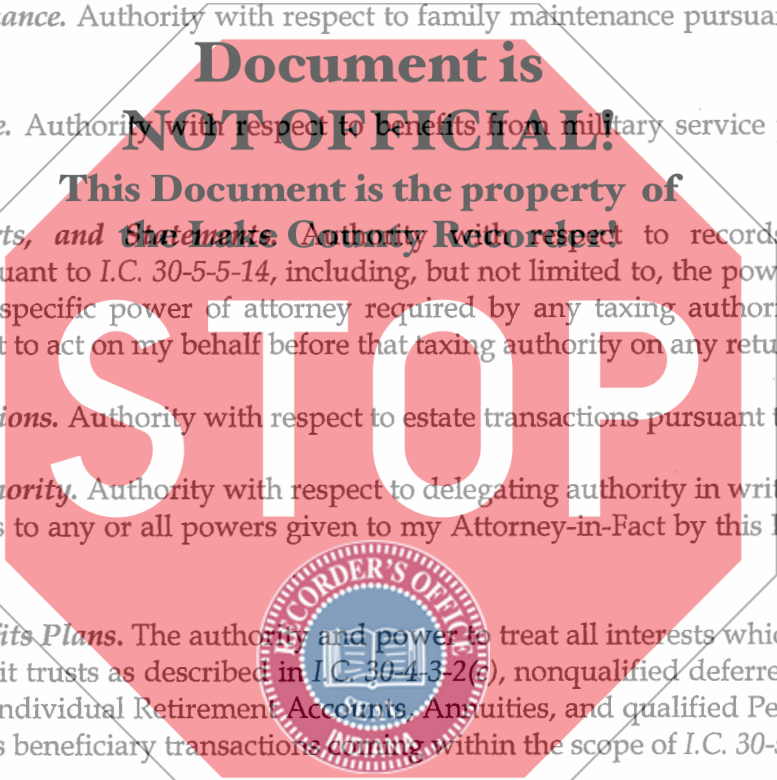 ance. Authority with respect to family maintenance pursuan
Document is
e. Authority with respect to benefits from military service
NOT OFFICIAL!
This Document is the property of
the Lake County Recorder!
rts, and Statements. Authority with respect to records
uant to I.C. 30-5-5-14, including, but not limited to, the pow
specific power of attorney required by any taxing authori
t to act on my behalf before that taxing authority on any retu
STOP
ions. Authority with respect to estate transactions pursuant t
hority. Authority with respect to delegating authority in writ
s to any or all powers given to my Attorney-in-Fact by this
RECORDER'S OFFICE
its Plans. The authority and power to treat all interests whic
it trusts as described in I.C. 30-4-3-2(c), nonqualified deferre
ndividual Retirement Accounts, Annuities, and qualified Pe
INDIANA
s beneficiary transactions coming within the scope of I.C. 30-